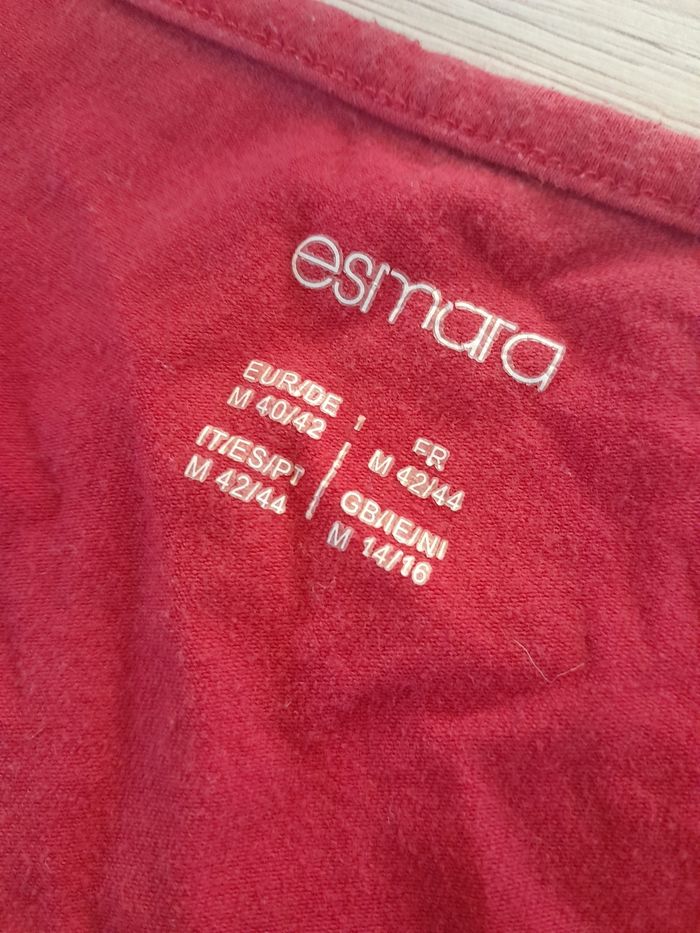 esmara
EUR/DE
M 40/42
FR
M 42/44
IT/ES/PT
M 42/44
GB/IE/NI
M 14/16